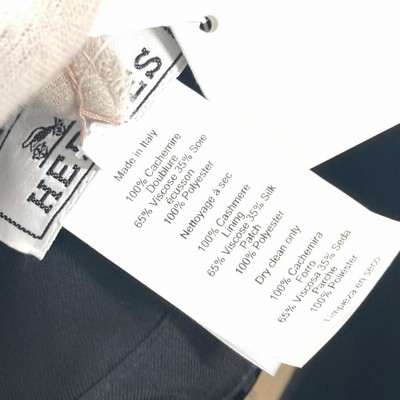 HERMES
Made in Italy
100% Cachemire
Doublure
65% Viscose 35% Soie
écusson
100% Polyester
Nettoyage à sec
100% Cashmere
Lining
65% Viscose 35% Silk
Patch
100% Polyester
Dry clean only
100% Cachemira
Forro
65% Viscosa 35% Seda
Parche
100% Poliester
Limpieza en seco